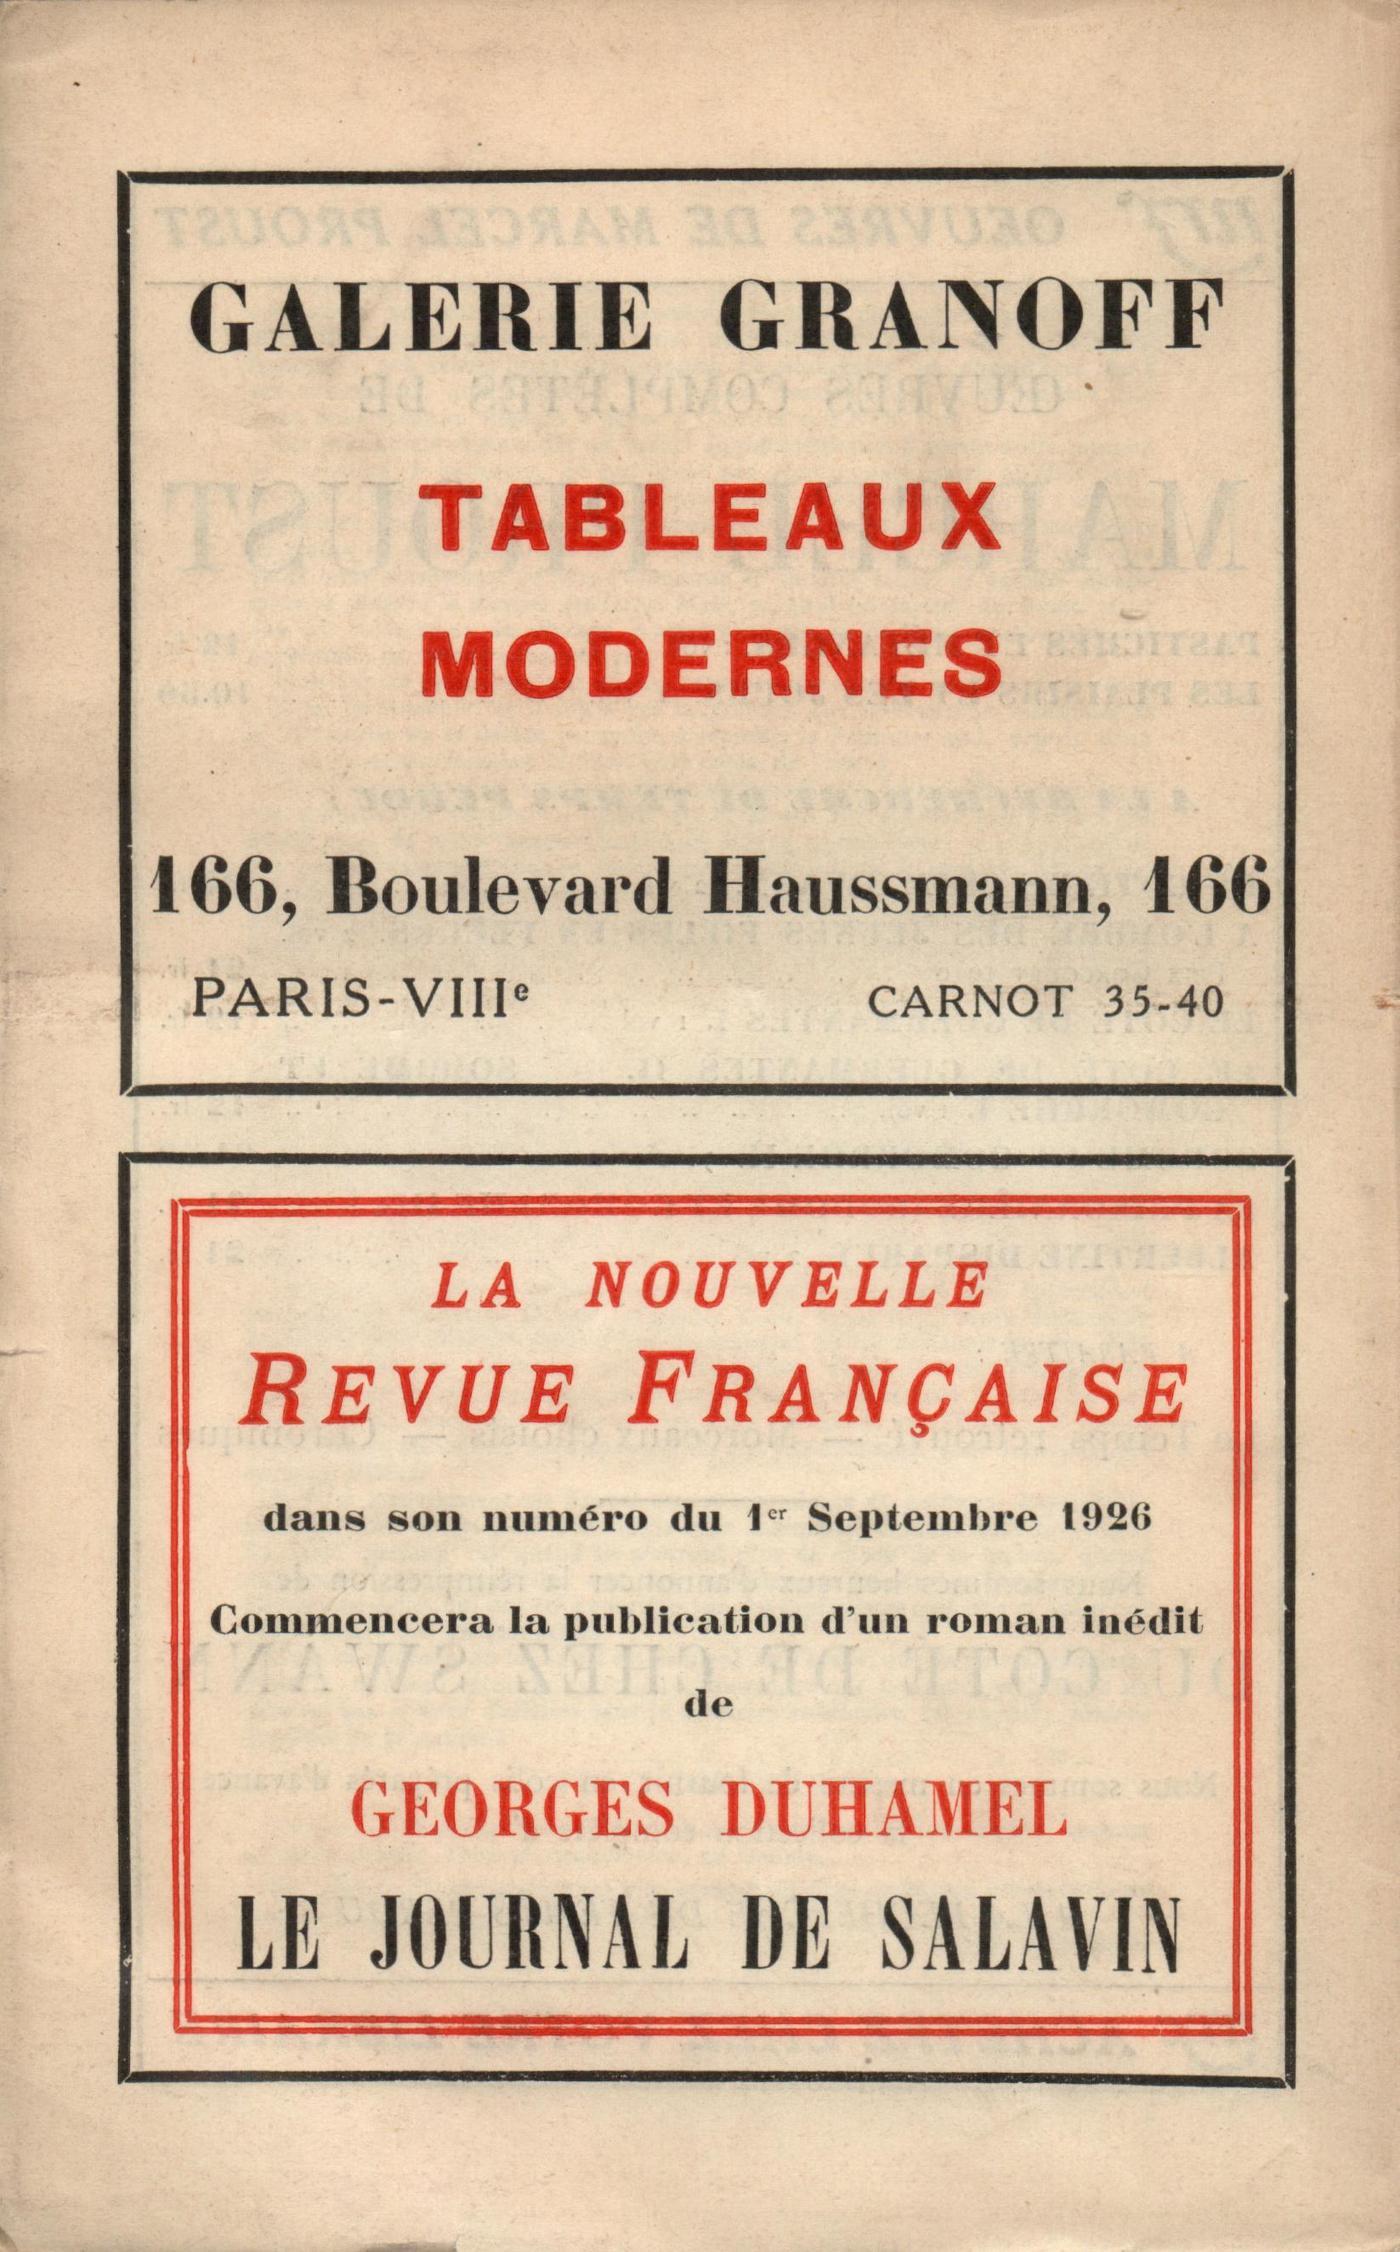 GALERIE GRANOFF
TABLEAUX
MODERNES
166, Boulevard Haussmann, 166
PARIS-VIIIe CARNOT 35-40
LA NOUVELLE
REVUE FRANÇAISE
dans son numéro du 1er Septembre 1926
Commencera la publication d'un roman inédit
de
GEORGES DUHAMEL
LE JOURNAL DE SALAVIN